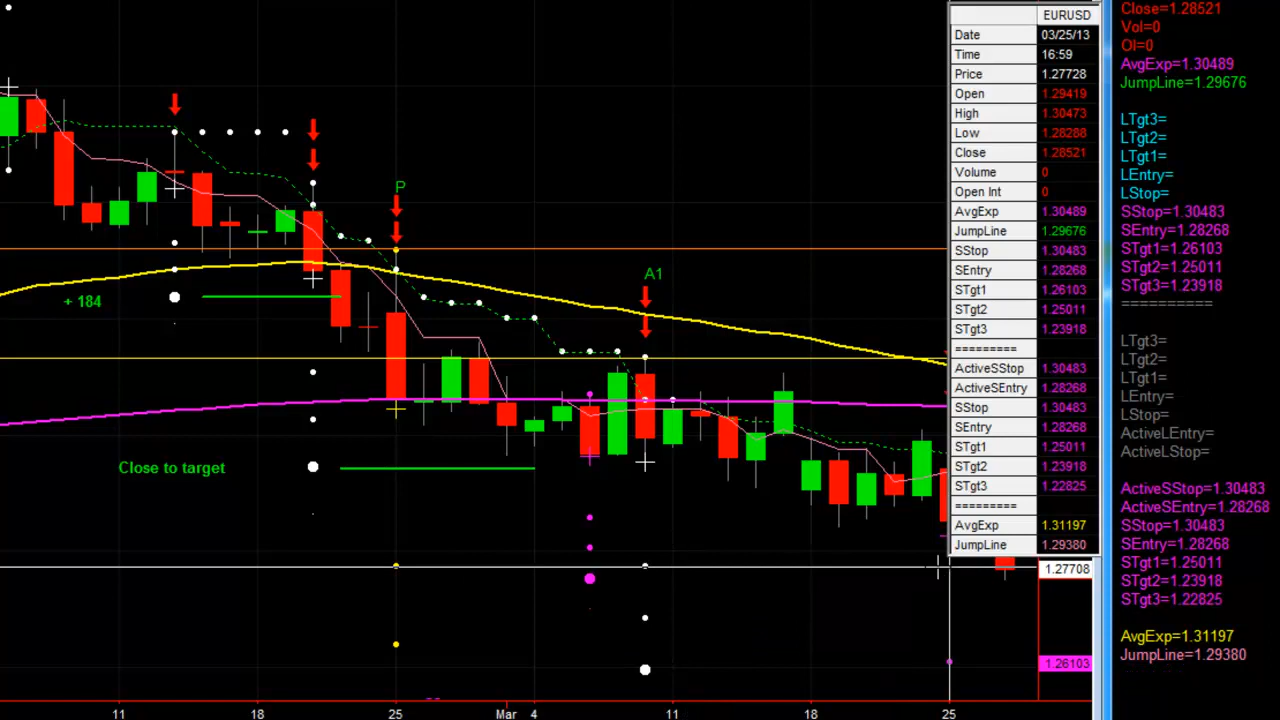 EURUSD
Date 03/25/13
Time 16:59
Price 1.27728
Open 1.29419
High 1.30473
Low 1.28288
Close 1.28521
Volume 0
Open Int 0
AvgExp 1.30489
JumpLine 1.29676
SStop 1.30483
SEntry 1.28268
STgt1 1.26103
STgt2 1.25011
STgt3 1.23918
=========
ActiveSStop 1.30483
ActiveSEntry 1.28268
SStop 1.30483
SEntry 1.28268
STgt1 1.25011
STgt2 1.23918
STgt3 1.22825
=========
AvgExp 1.31197
JumpLine 1.29380
Close=1.28521
Vol=0
OI=0
AvgExp=1.30489
JumpLine=1.29676
LTgt3=
LTgt2=
LTgt1=
LEntry=
LStop=
SStop=1.30483
SEntry=1.28268
STgt1=1.26103
STgt2=1.25011
STgt3=1.23918
==========
LTgt3=
LTgt2=
LTgt1=
LEntry=
LStop=
ActiveLEntry=
ActiveLStop=
ActiveSStop=1.30483
ActiveSEntry=1.28268
SStop=1.30483
SEntry=1.28268
STgt1=1.25011
STgt2=1.23918
STgt3=1.22825
AvgExp=1.31197
JumpLine=1.29380
P
A1
+ 184
Close to target
1.27708
1.26103
11 18 25 Mar 4 11 18 25